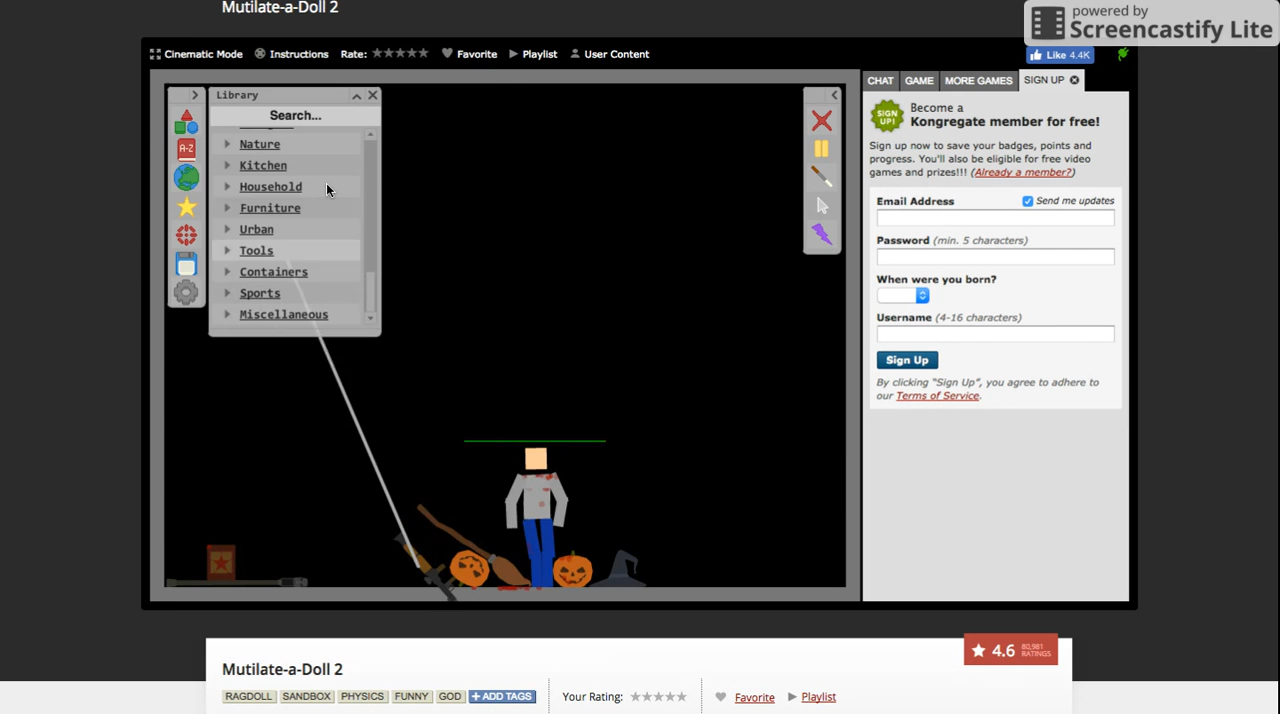 Mutilate-a-Doll 2
powered by
Screencastify Lite
Cinematic Mode Instructions Rate: Favorite Playlist User Content
Like 4.4K
Library
Search...
Nature
Kitchen
Household
Furniture
Urban
Tools
Containers
Sports
Miscellaneous
A-Z
CHAT GAME MORE GAMES SIGN UP
SIGN UP!
Become a
Kongregate member for free!
Sign up now to save your badges, points and
progress. You'll also be eligible for free video
games and prizes!!! (Already a member?)
Email Address Send me updates
Password (min. 5 characters)
When were you born?
Username (4-16 characters)
Sign Up
By clicking “Sign Up”, you agree to adhere to
our Terms of Service.
Mutilate-a-Doll 2
4.6 80,981 RATINGS
RAGDOLL SANDBOX PHYSICS FUNNY GOD + ADD TAGS Your Rating: Favorite Playlist